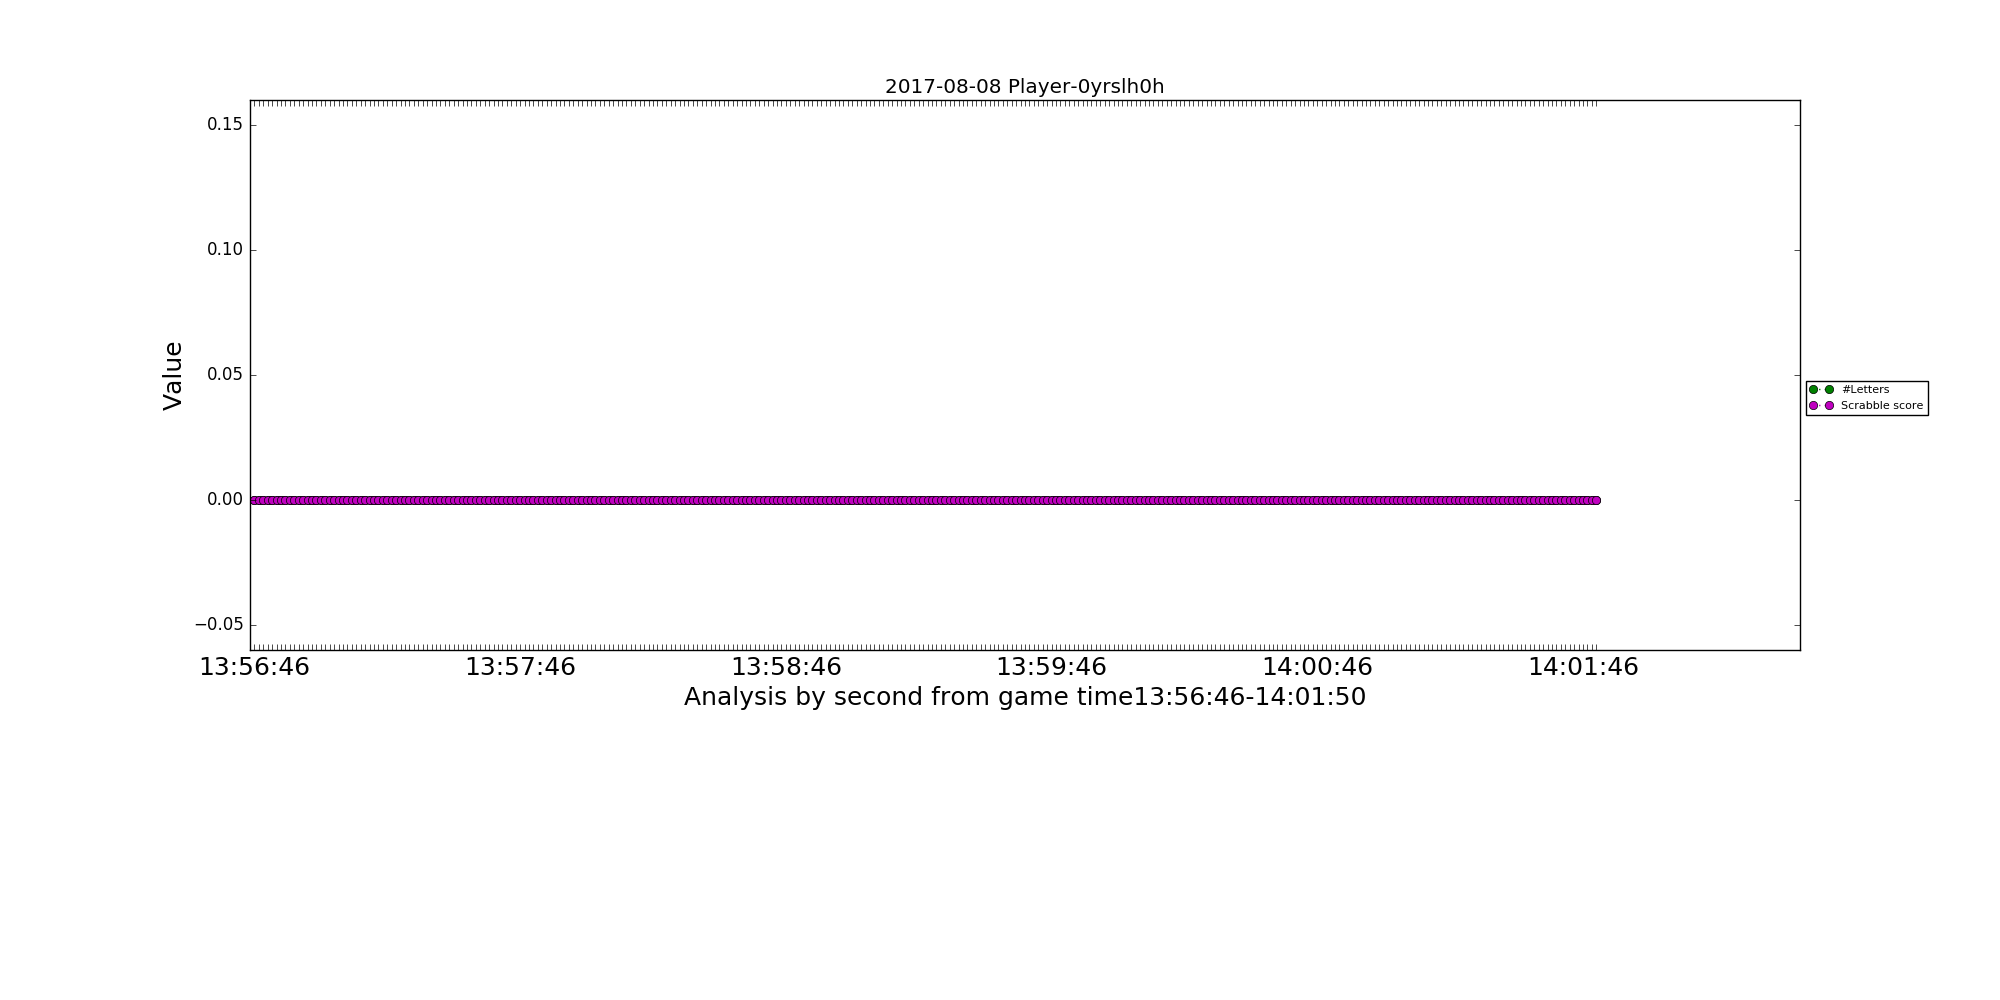 2017-08-08 Player-0yrslh0h
0.15
0.10
0.05
0.00
−0.05
Value
13:56:46 13:57:46 13:58:46 13:59:46 14:00:46 14:01:46
Analysis by second from game time13:56:46-14:01:50
#Letters
Scrabble score